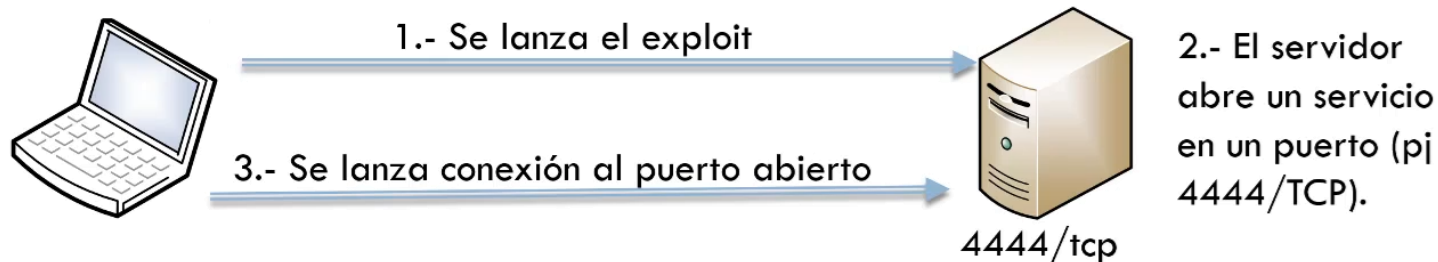 1.- Se lanza el exploit
2.- El servidor
abre un servicio
en un puerto (pj
4444/TCP).
3.- Se lanza conexión al puerto abierto
4444/tcp